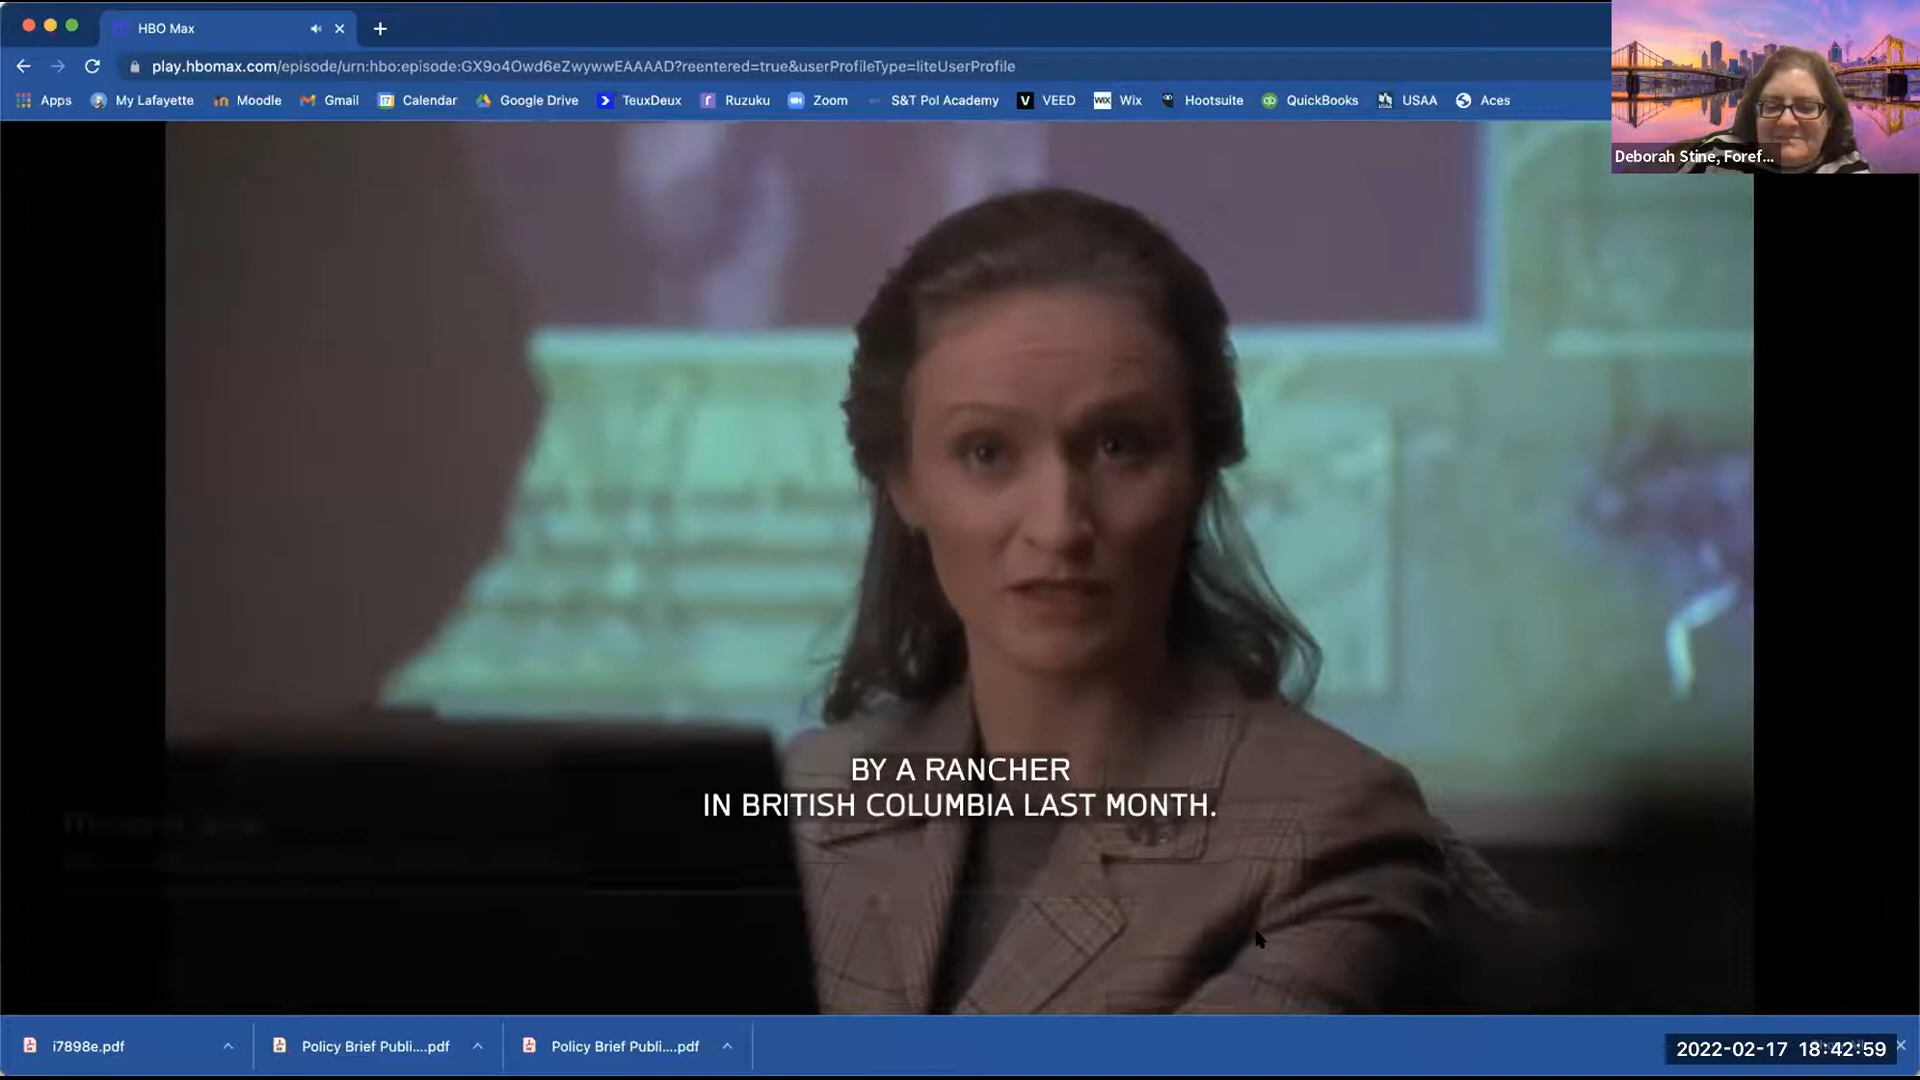 HBO Max
play.hbomax.com/episode/urn:hbo:episode:GX9o4Owd6eZwywwEAAAAD?reentered=true&userProfileType=liteUserProfile
Apps My Lafayette Moodle Gmail Calendar Google Drive TeuxDeux Ruzuku Zoom S&T Pol Academy VEED Wix Hootsuite QuickBooks USAA Aces
Deborah Stine, Foref...
BY A RANCHER
IN BRITISH COLUMBIA LAST MONTH.
i7898e.pdf Policy Brief Publi....pdf Policy Brief Publi....pdf
2022-02-17 18:42:59